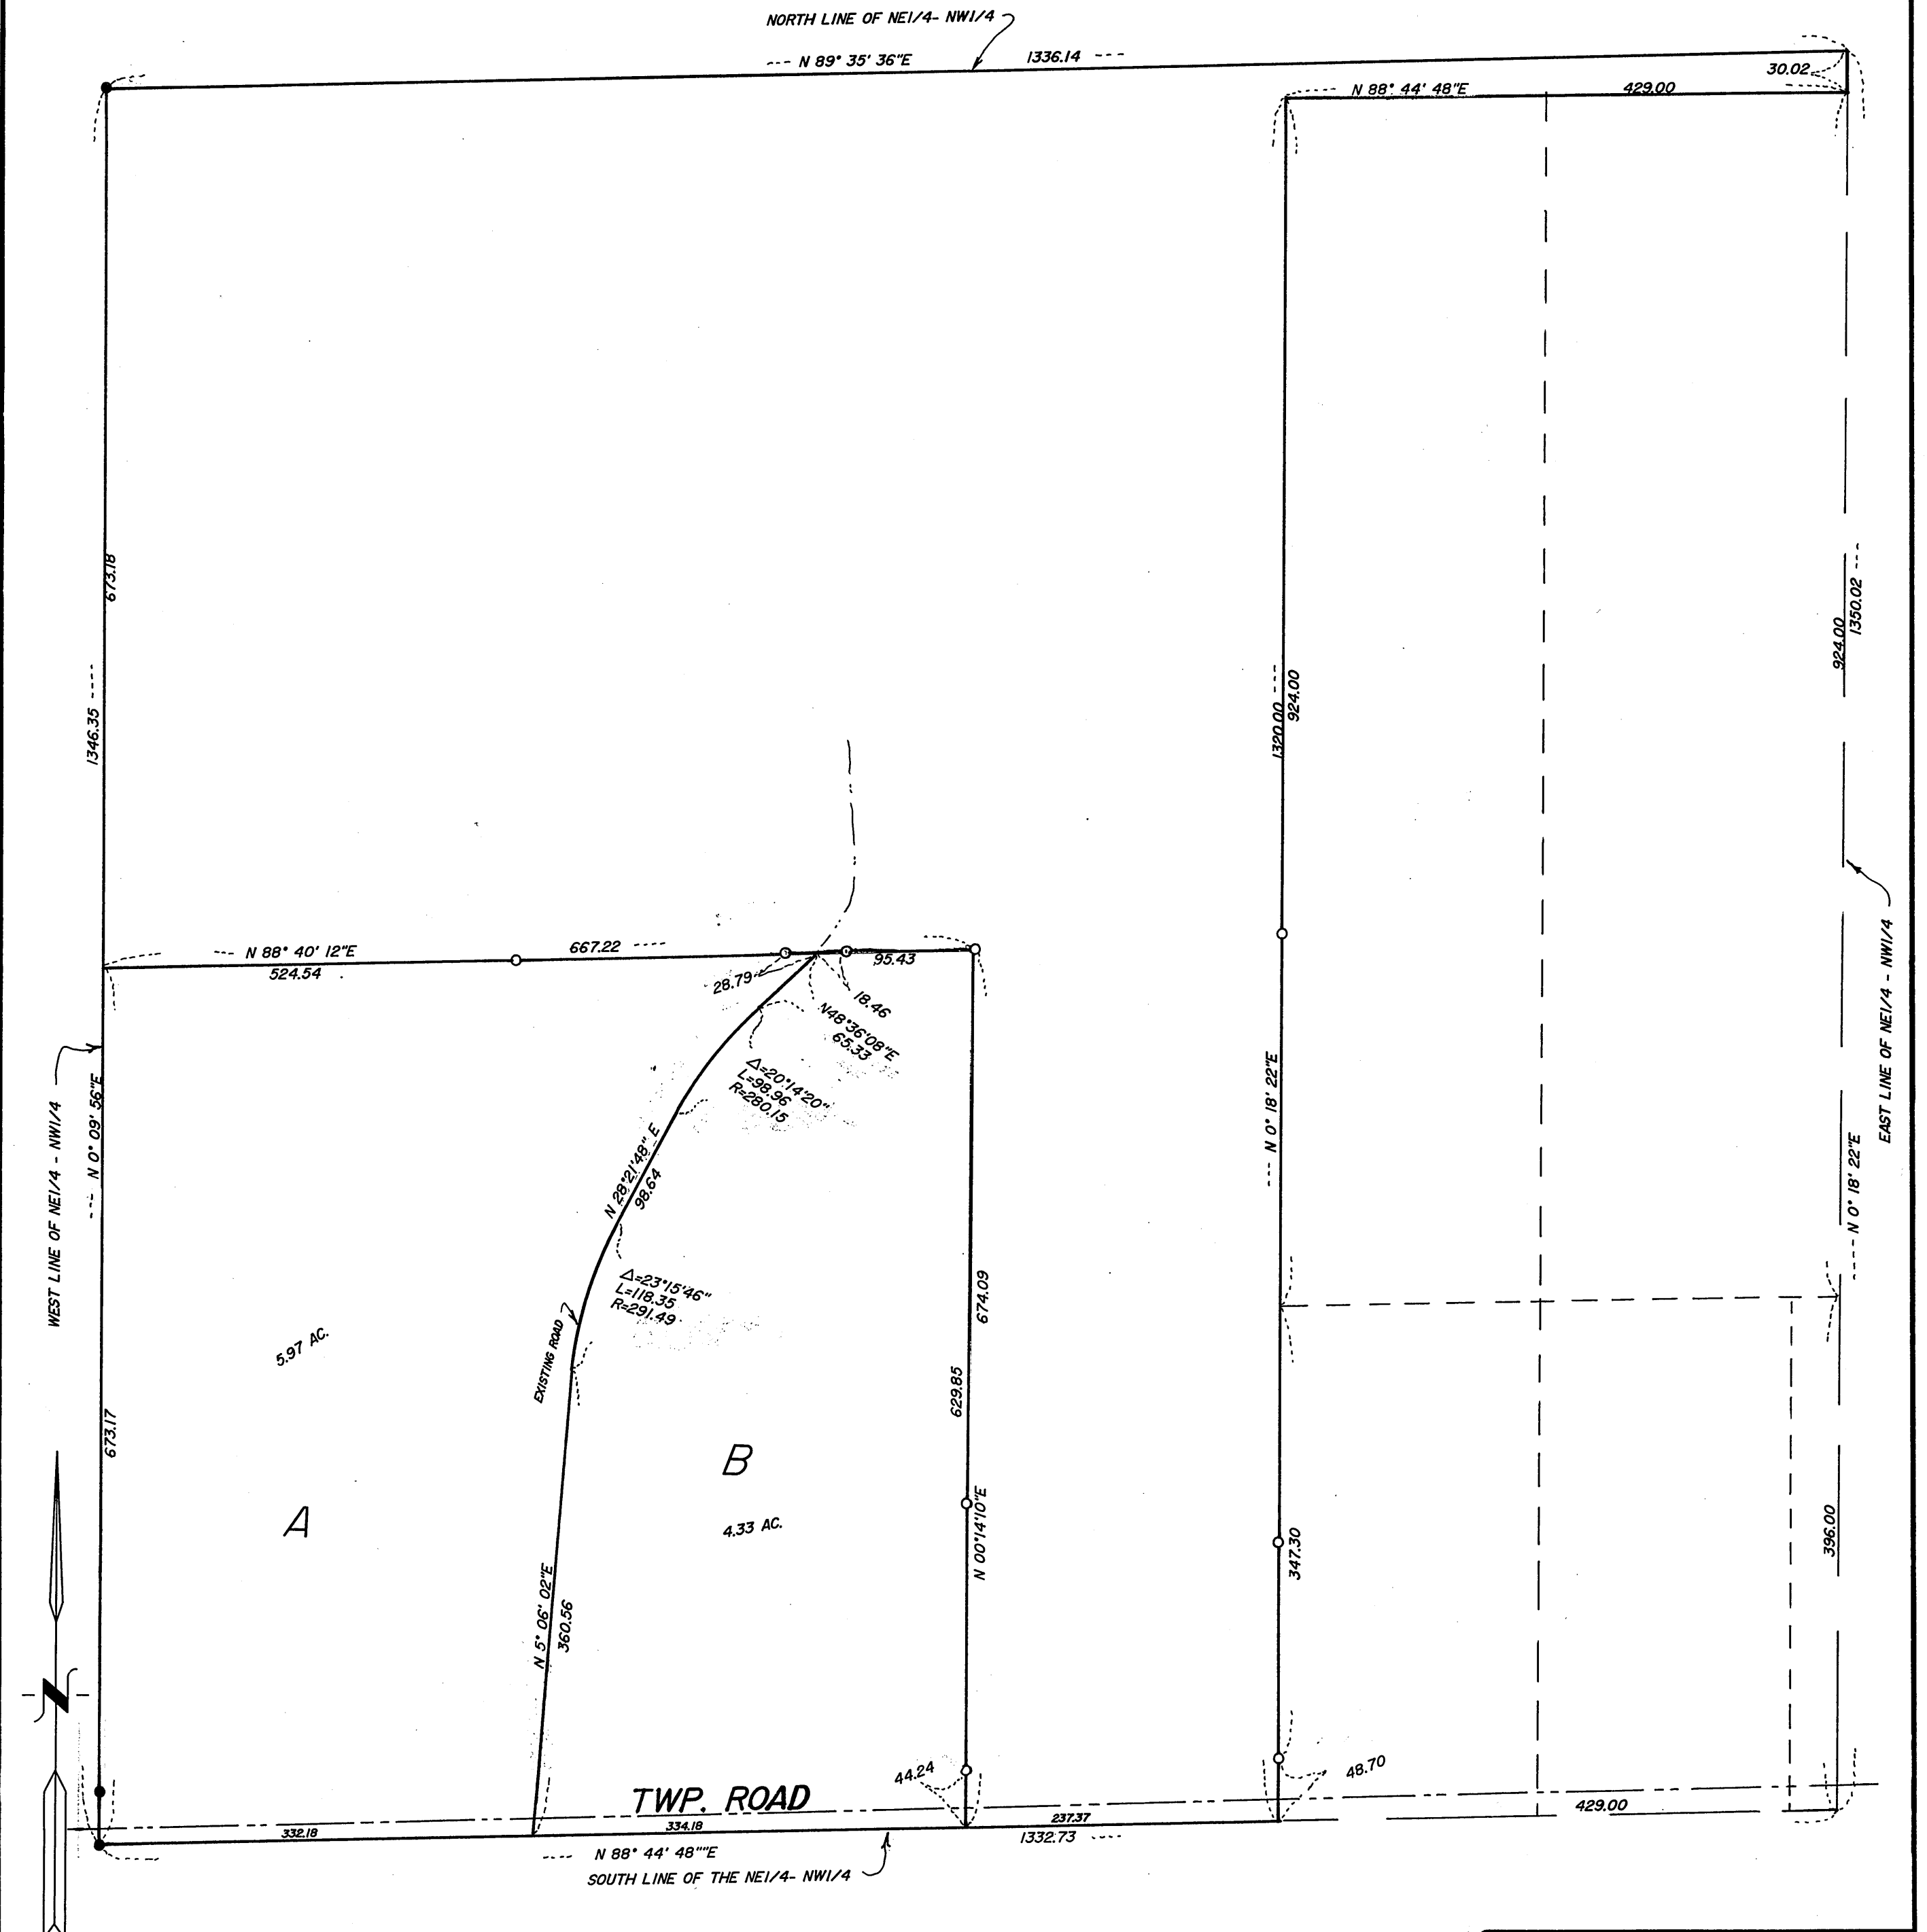 NORTH LINE OF NE1/4- NW1/4
--- N 89° 35' 36"E
1336.14 ---
30.02
N 88° 44' 48"E
429.00
673.18
1346.35
924.00
1350.02
1320.00
924.00
--- N 88° 40' 12"E
667.22
524.54
28.79
95.43
18.46
N48°36'08"E
65.33
Δ=20°14'20"
L=98.96
R=280.15
WEST LINE OF NE1/4 - NW1/4
--- N 0° 09' 56"E
N 28°21'48" E
98.64
--- N 0° 18' 22"E
EAST LINE OF NE1/4 - NW1/4
--- N 0° 18' 22"E
Δ=23°15'46"
L=118.35
R=291.49
EXISTING ROAD
674.09
629.85
5.97 AC.
673.17
B
A
4.33 AC.
N 00°14'10"E
347.30
396.00
N 5° 06' 02"E
360.56
N
44.24
48.70
TWP. ROAD
332.18
334.18
237.37
429.00
1332.73 ----
---- N 88° 44' 48""E
SOUTH LINE OF THE NE1/4- NW1/4